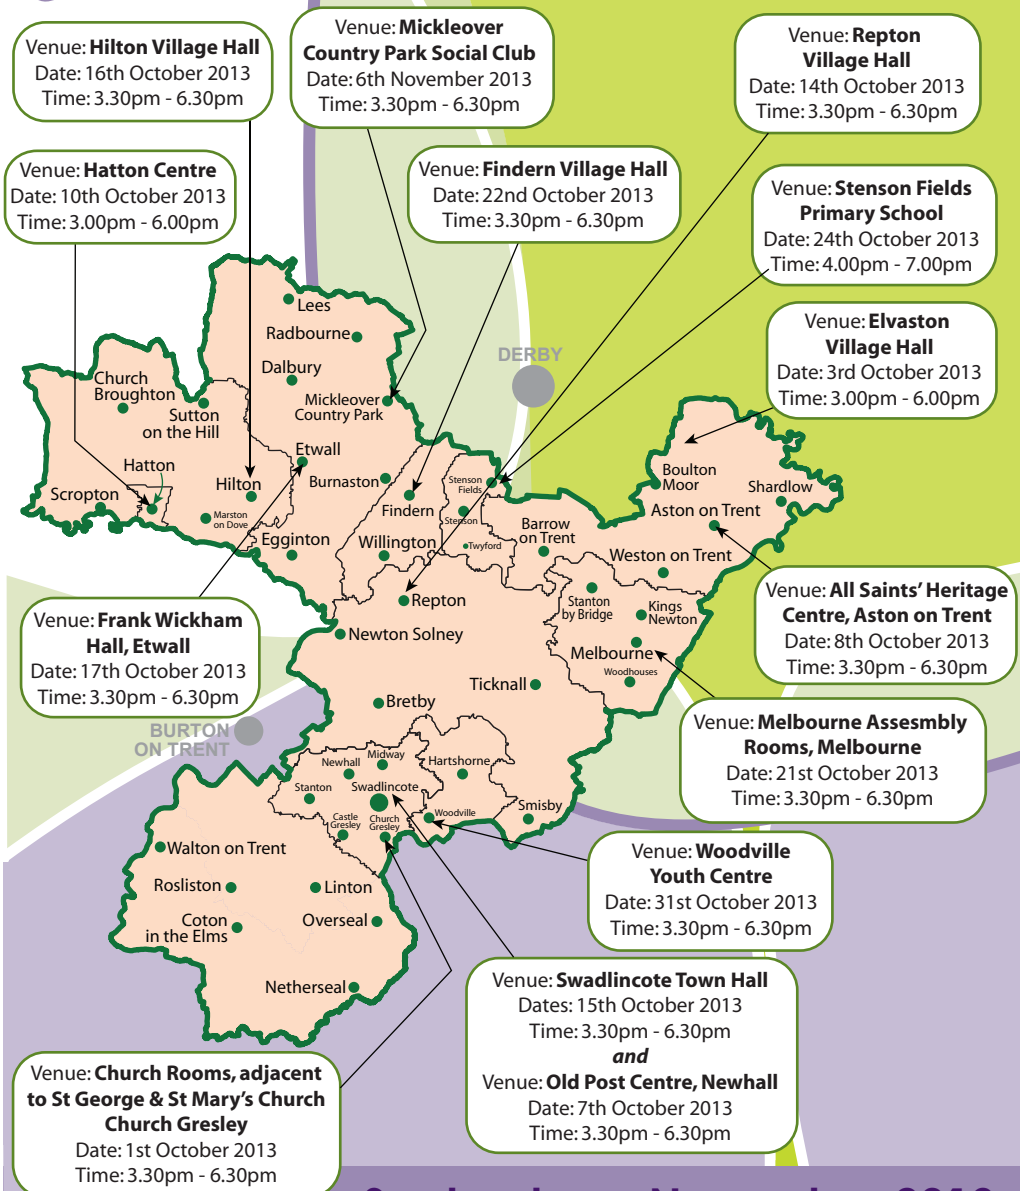 Venue: Hilton Village Hall
Date: 16th October 2013
Time: 3.30pm - 6.30pm
Venue: Mickleover
Country Park Social Club
Date: 6th November 2013
Time: 3.30pm - 6.30pm
Venue: Repton
Village Hall
Date: 14th October 2013
Time: 3.30pm - 6.30pm
Venue: Hatton Centre
Date: 10th October 2013
Time: 3.00pm - 6.00pm
Venue: Findern Village Hall
Date: 22nd October 2013
Time: 3.30pm - 6.30pm
Venue: Stenson Fields
Primary School
Date: 24th October 2013
Time: 4.00pm - 7.00pm
Venue: Elvaston
Village Hall
Date: 3rd October 2013
Time: 3.00pm - 6.00pm
DERBY
Lees
Radbourne
Dalbury
Church
Broughton
Sutton
on the Hill
Mickleover
Country Park
Etwall
Hatton
Hilton
Burnaston
Scropton
Marston
on Dove
Egginton
Findern
Willington
Stenson
Fields
Stenson
Twyford
Barrow
on Trent
Boulton
Moor
Shardlow
Aston on Trent
Weston on Trent
Repton
Newton Solney
Stanton
by Bridge
Kings
Newton
Melbourne
Woodhouses
Ticknall
Bretby
Venue: Frank Wickham
Hall, Etwall
Date: 17th October 2013
Time: 3.30pm - 6.30pm
Venue: All Saints' Heritage
Centre, Aston on Trent
Date: 8th October 2013
Time: 3.30pm - 6.30pm
BURTON
ON TRENT
Venue: Melbourne Assesmbly
Rooms, Melbourne
Date: 21st October 2013
Time: 3.30pm - 6.30pm
Newhall
Midway
Hartshorne
Stanton
Swadlincote
Castle
Gresley
Church
Gresley
Woodville
Smisby
Walton on Trent
Rosliston
Linton
Coton
in the Elms
Overseal
Netherseal
Venue: Woodville
Youth Centre
Date: 31st October 2013
Time: 3.30pm - 6.30pm
Venue: Swadlincote Town Hall
Dates: 15th October 2013
Time: 3.30pm - 6.30pm
and
Venue: Old Post Centre, Newhall
Date: 7th October 2013
Time: 3.30pm - 6.30pm
Venue: Church Rooms, adjacent
to St George & St Mary's Church
Church Gresley
Date: 1st October 2013
Time: 3.30pm - 6.30pm